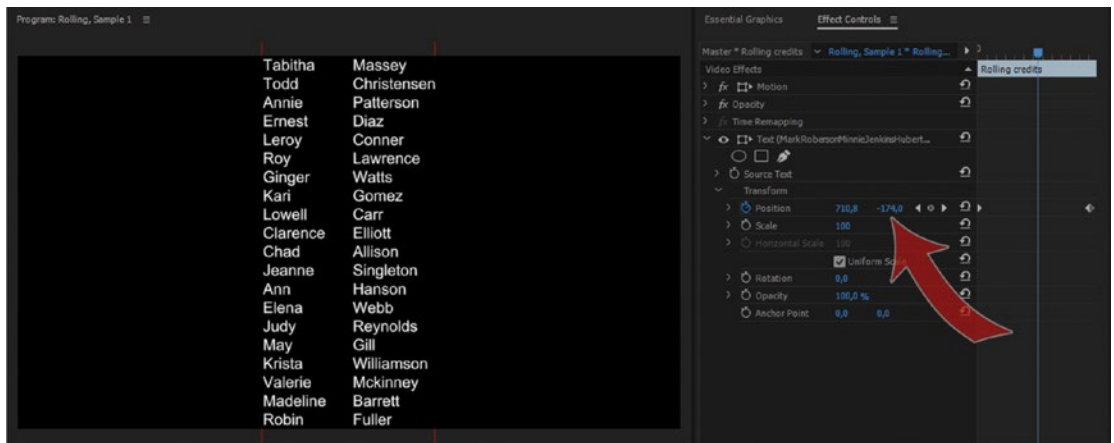 Program: Rolling, Sample 1
Essential Graphics
Effect Controls
Master * Rolling credits
Rolling, Sample 1 * Rolling...
Video Effects
Rolling credits
fx Motion
fx Opacity
fx Time Remapping
Text (MarkRobersonMinnieJenkinsHubert...
Source Text
Transform
Position 710,8 -174,0
Scale 100
Horizontal Scale 100
Uniform
Rotation 0,0
Opacity 100,0 %
Anchor Point 0,0 0,0
Tabitha Massey
Todd Christensen
Annie Patterson
Ernest Diaz
Leroy Conner
Roy Lawrence
Ginger Watts
Kari Gomez
Lowell Carr
Clarence Elliott
Chad Allison
Jeanne Singleton
Ann Hanson
Elena Webb
Judy Reynolds
May Gill
Krista Williamson
Valerie Mckinney
Madeline Barrett
Robin Fuller